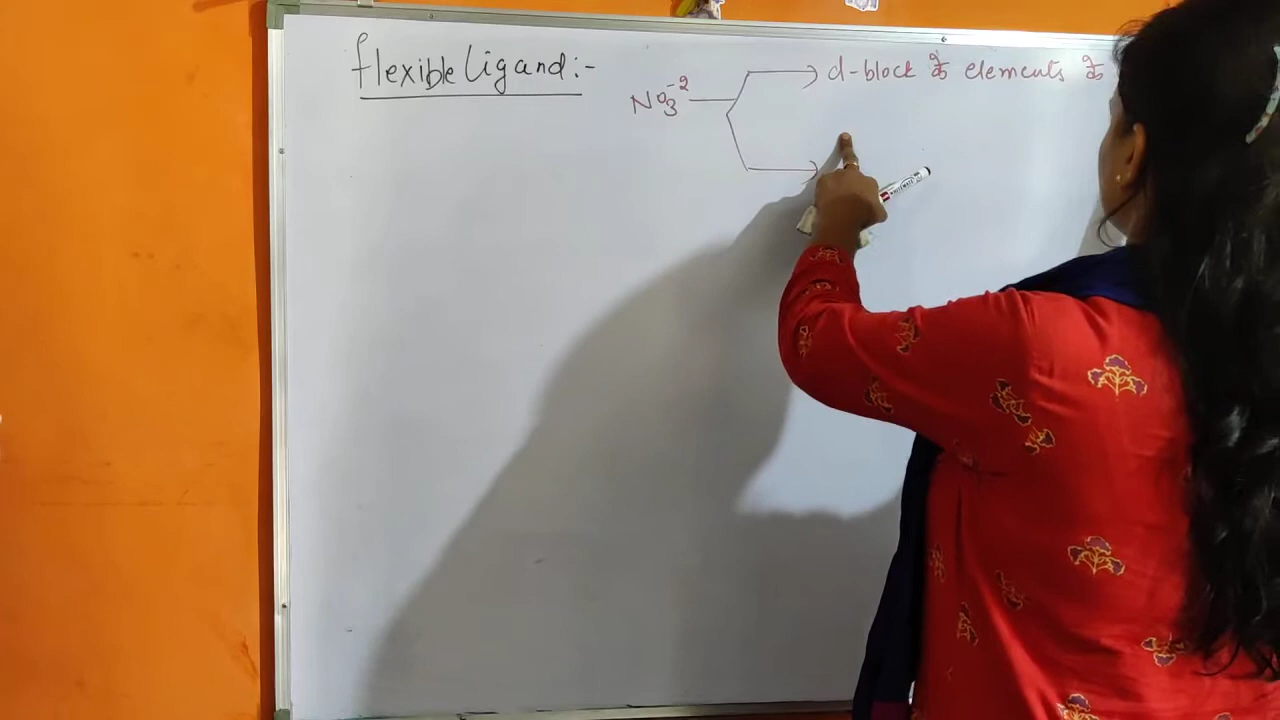 flexible ligand :-
NO3^-2 → d-block के elements के
→